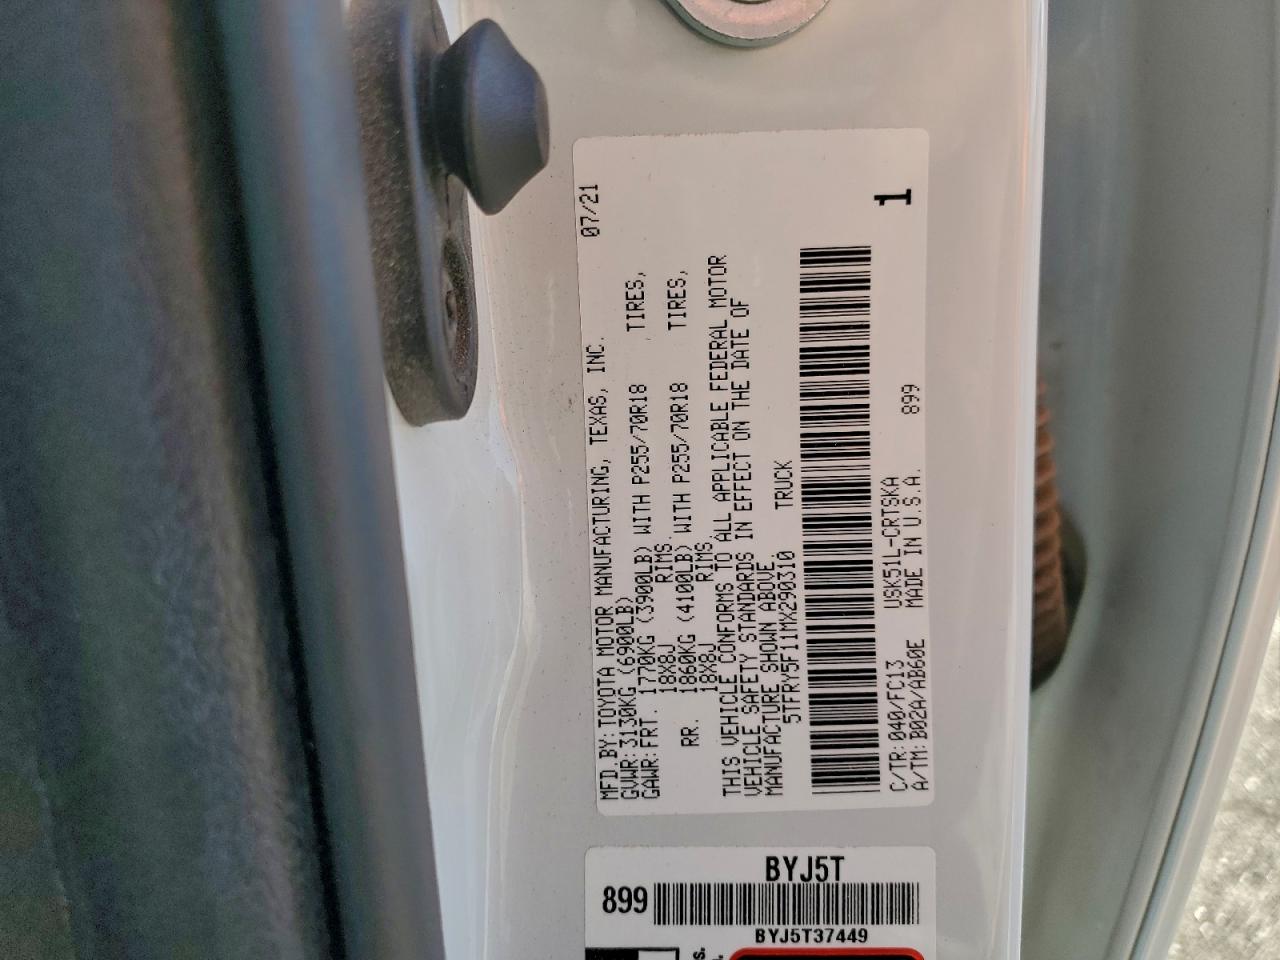 MFD.BY:TOYOTA MOTOR MANUFACTURING, TEXAS, INC. 07/21
GVWR:3130KG (6900LB)
GAWR:FRT. 1770KG (3900LB) WITH P255/70R18 TIRES,
18X8J RIMS.
RR. 1860KG (4100LB) WITH P255/70R18 TIRES,
18X8J RIMS.
THIS VEHICLE CONFORMS TO ALL APPLICABLE FEDERAL MOTOR
VEHICLE SAFETY STANDARDS IN EFFECT ON THE DATE OF
MANUFACTURE SHOWN ABOVE.
5TFRY5F11MX290310 TRUCK
C/TR:040/FC13 USK51L-CRTSKA
A/TM:B02A/AB60E MADE IN U.S.A. 899
1
BYJ5T
899
BYJ5T37449